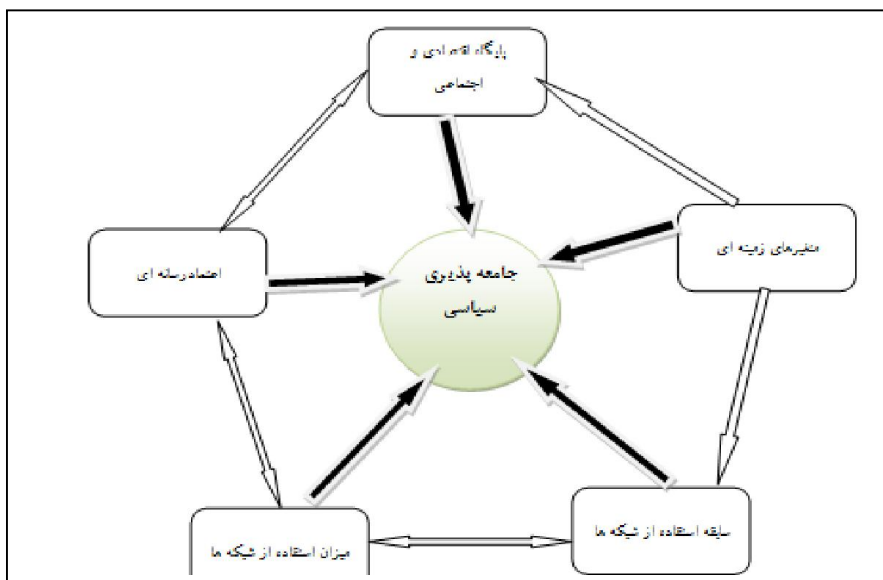 پایگاه اقتصادی و
اجتماعی
متغیرهای زمینه ای
اعتماد رسانه ای
جامعه پذیری
سیاسی
سابقه استفاده از شبکه ها
میزان استفاده از شبکه ها